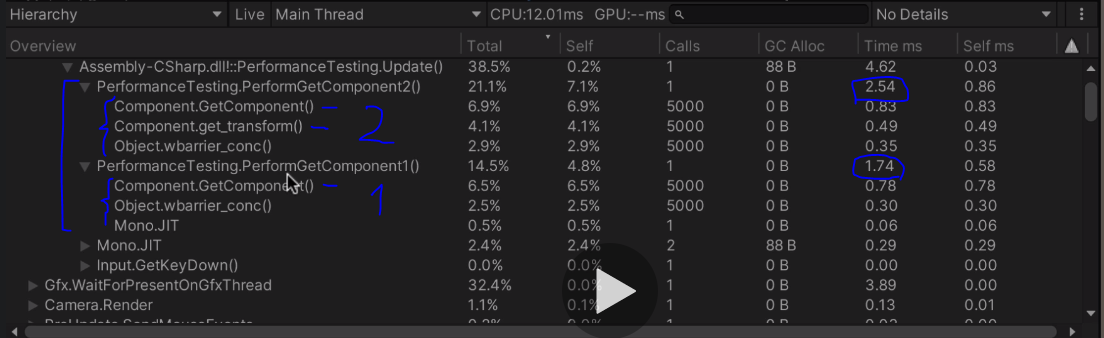 Hierarchy Live Main Thread CPU:12.01ms GPU:--ms No Details
Overview Total Self Calls GC Alloc Time ms Self ms
Assembly-CSharp.dll!::PerformanceTesting.Update() 38.5% 0.2% 1 88 B 4.62 0.03
PerformanceTesting.PerformGetComponent2() 21.1% 7.1% 1 0 B 2.54 0.86
Component.GetComponent() 6.9% 6.9% 5000 0 B 0.83 0.83
Component.get_transform() 4.1% 4.1% 5000 0 B 0.49 0.49
2
Object.wbarrier_conc() 2.9% 2.9% 5000 0 B 0.35 0.35
PerformanceTesting.PerformGetComponent1() 14.5% 4.8% 1 0 B 1.74 0.58
Component.GetComponent() 6.5% 6.5% 5000 0 B 0.78 0.78
1
Object.wbarrier_conc() 2.5% 2.5% 5000 0 B 0.30 0.30
Mono.JIT 0.5% 0.5% 1 0 B 0.06 0.06
Mono.JIT 2.4% 2.4% 2 88 B 0.29 0.29
Input.GetKeyDown() 0.0% 0.0% 1 0 B 0.00 0.00
Gfx.WaitForPresentOnGfxThread 32.4% 0.0% 1 0 B 3.89 0.00
Camera.Render 1.1% 0.1% 1 0 B 0.13 0.01